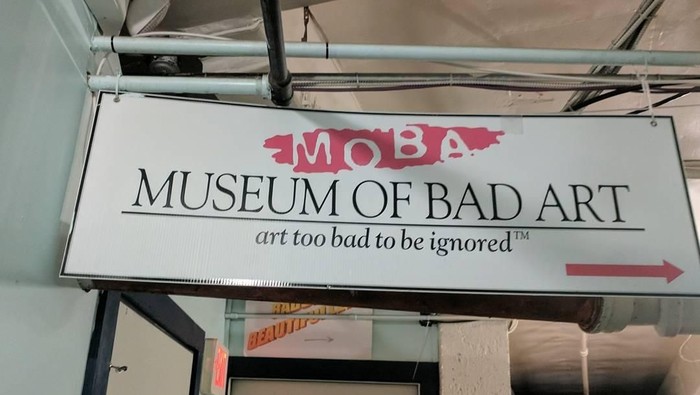 MOBA
MUSEUM OF BAD ART
art too bad to be ignored™